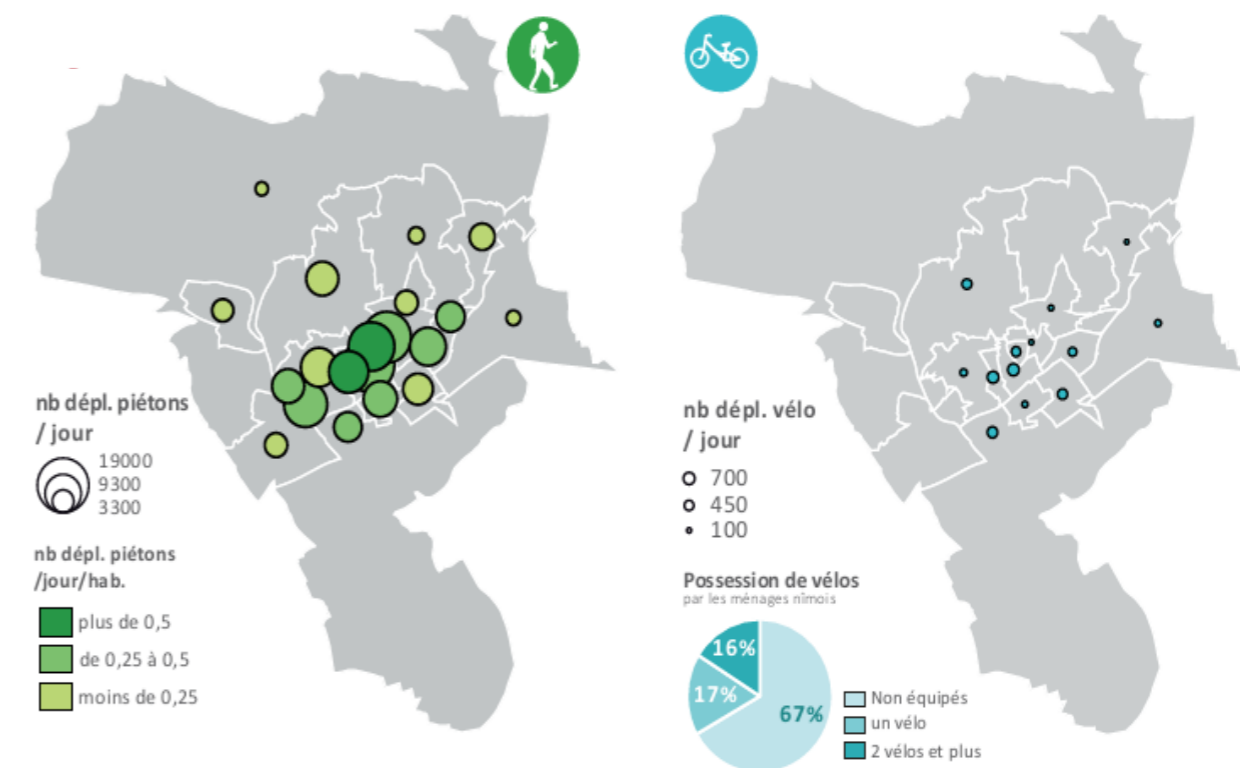 nb dépl. piétons
/ jour
19000
9300
3300
nb dépl. piétons
/jour/hab.
plus de 0,5
de 0,25 à 0,5
moins de 0,25
nb dépl. vélo
/ jour
700
450
100
Possession de vélos
par les ménages nîmois
16%
17%
67%
Non équipés
un vélo
2 vélos et plus